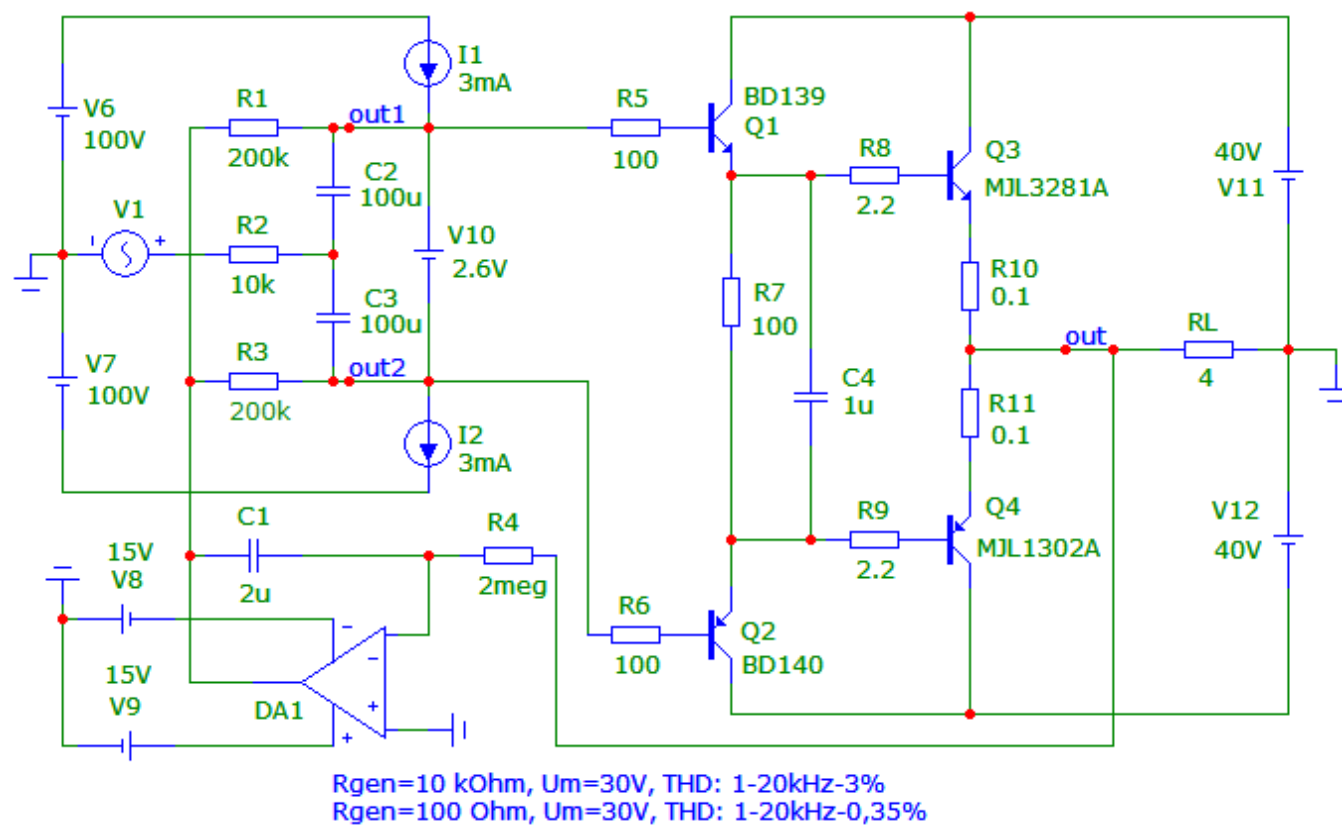 I1
3mA
V6
100V
R1
200k
out1
C2
100u
V1
R2
10k
V10
2.6V
C3
100u
V7
100V
R3
200k
out2
I2
3mA
C1
2u
R4
2meg
15V
V8
15V
V9
DA1
R5
100
BD139
Q1
R8
2.2
Q3
MJL3281A
40V
V11
R7
100
C4
1u
R10
0.1
out
RL
4
R11
0.1
R9
2.2
Q4
MJL1302A
V12
40V
R6
100
Q2
BD140
Rgen=10 kOhm, Um=30V, THD: 1-20kHz-3%
Rgen=100 Ohm, Um=30V, THD: 1-20kHz-0,35%